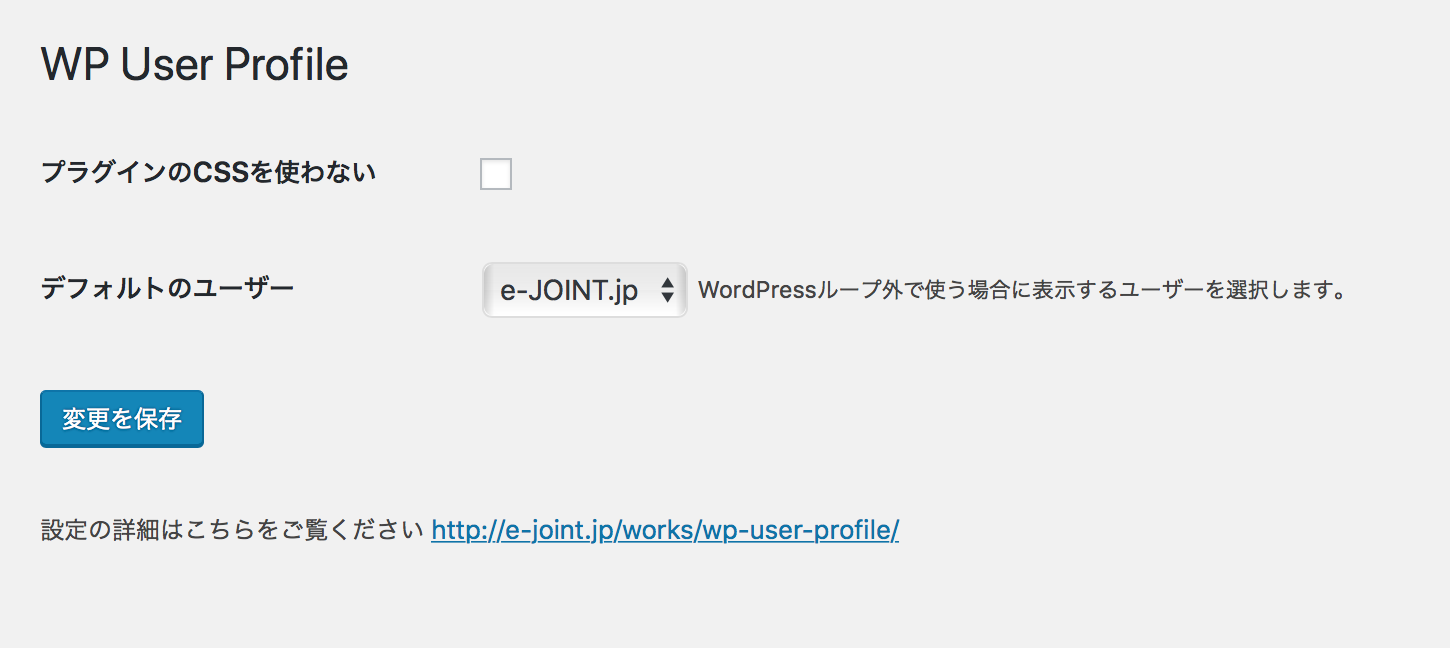 WP User Profile
プラグインのCSSを使わない
デフォルトのユーザー e-JOINT.jp WordPressループ外で使う場合に表示するユーザーを選択します。
変更を保存
設定の詳細はこちらをご覧ください http://e-joint.jp/works/wp-user-profile/